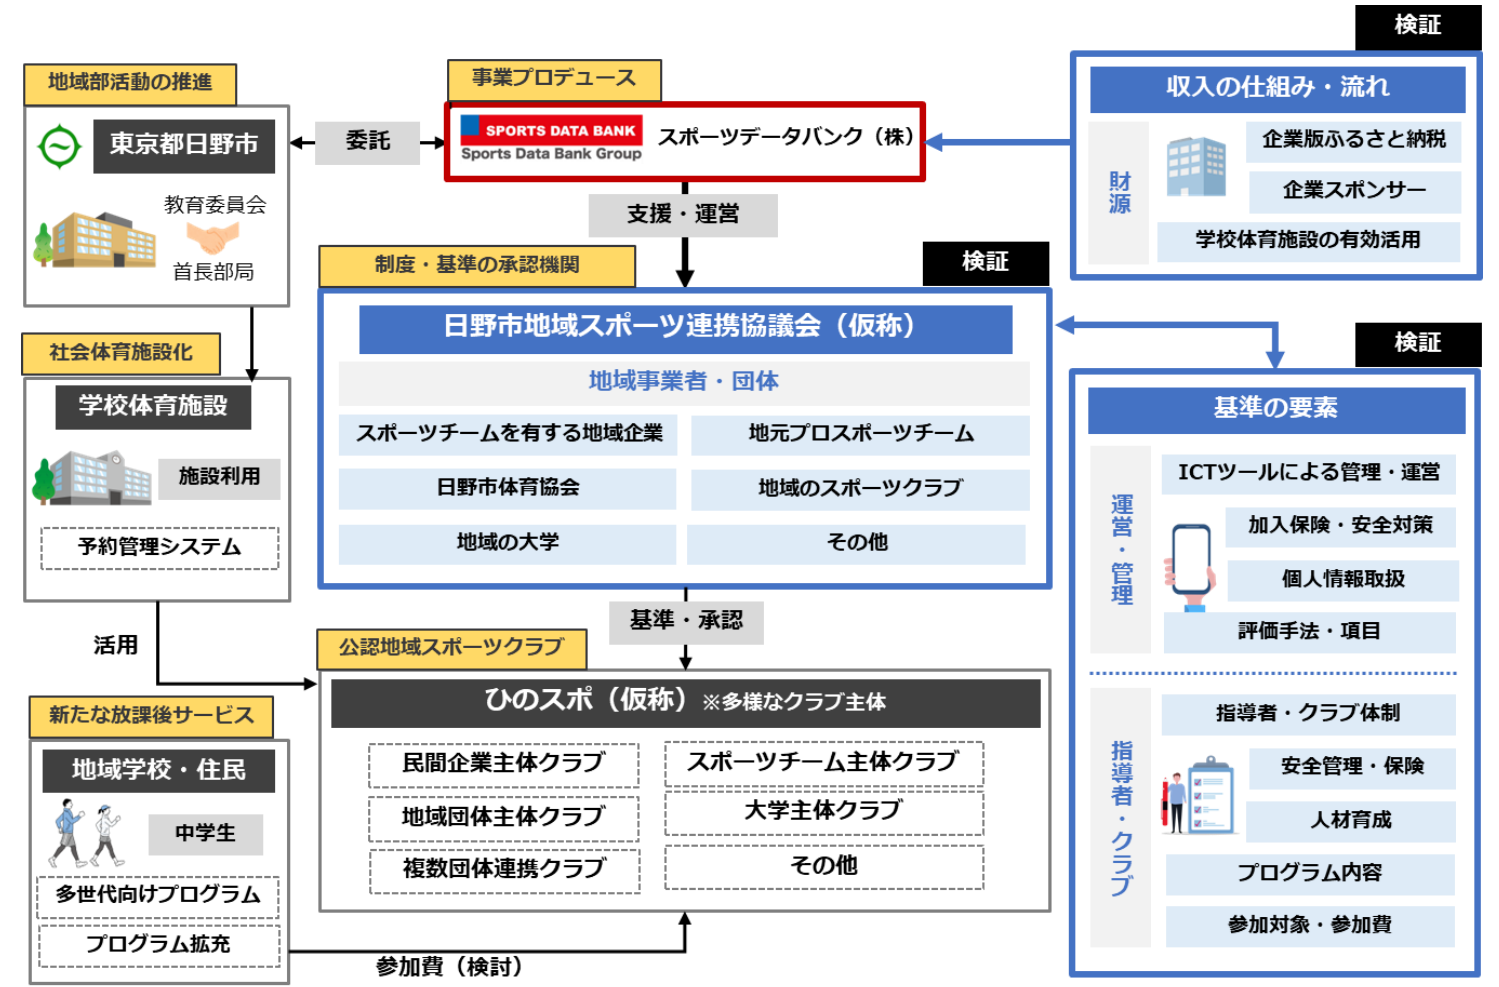 地域部活動の推進
東京都日野市
教育委員会
首長部局
委託
事業プロデュース
SPORTS DATA BANK
Sports Data Bank Group
スポーツデータバンク（株）
支援・運営
検証
収入の仕組み・流れ
財源
企業版ふるさと納税
企業スポンサー
学校体育施設の有効活用
社会体育施設化
学校体育施設
施設利用
予約管理システム
活用
制度・基準の承認機関
検証
日野市地域スポーツ連携協議会（仮称）
地域事業者・団体
スポーツチームを有する地域企業
地元プロスポーツチーム
日野市体育協会
地域のスポーツクラブ
地域の大学
その他
基準・承認
検証
基準の要素
運営・管理
ICTツールによる管理・運営
加入保険・安全対策
個人情報取扱
評価手法・項目
指導者・クラブ
指導者・クラブ体制
安全管理・保険
人材育成
プログラム内容
参加対象・参加費
新たな放課後サービス
地域学校・住民
中学生
多世代向けプログラム
プログラム拡充
参加費（検討）
公認地域スポーツクラブ
ひのスポ（仮称）※多様なクラブ主体
民間企業主体クラブ
スポーツチーム主体クラブ
地域団体主体クラブ
大学主体クラブ
複数団体連携クラブ
その他